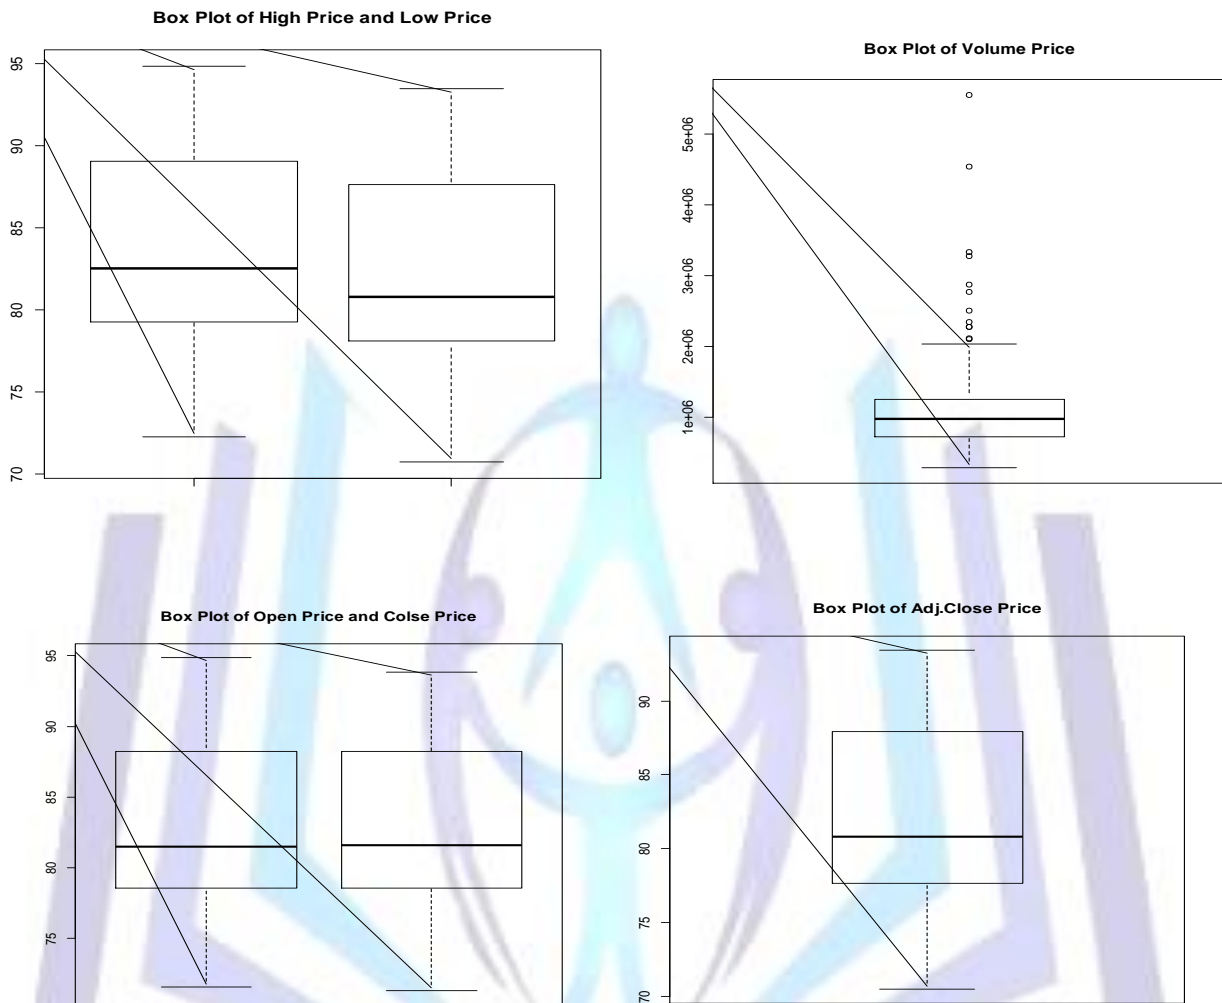 Box Plot of High Price and Low Price
95
90
85
80
75
70
Box Plot of Volume Price
5e+06
4e+06
3e+06
2e+06
1e+06
Box Plot of Open Price and Colse Price
95
90
85
80
75
Box Plot of Adj.Close Price
90
85
80
75
70